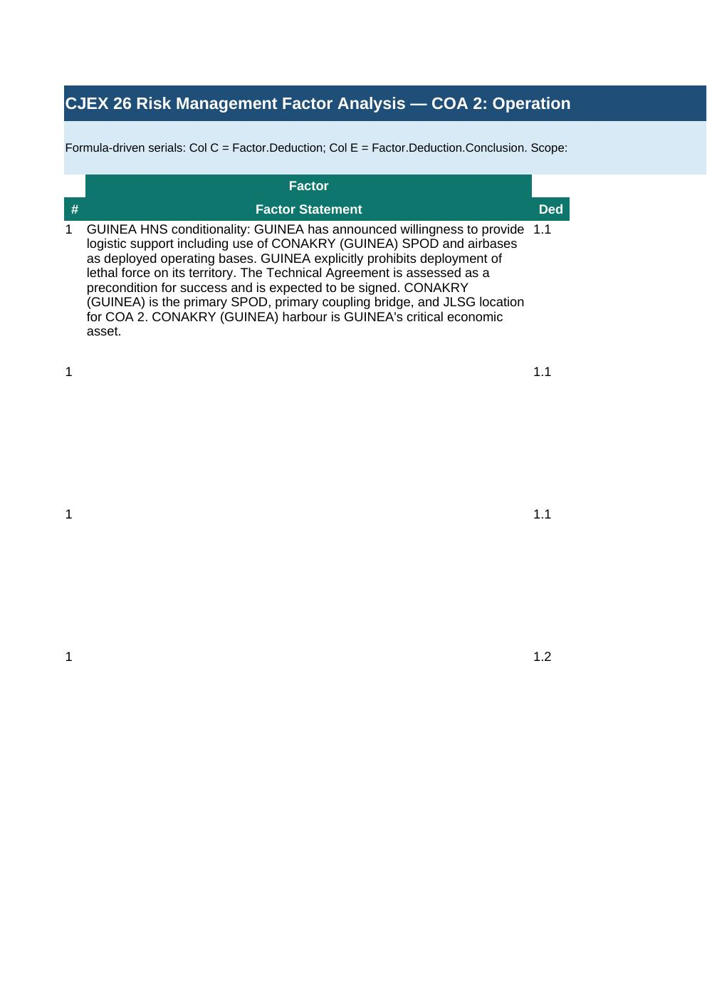 CJEX 26 Risk Management Factor Analysis — COA 2: Operation
Formula-driven serials: Col C = Factor.Deduction; Col E = Factor.Deduction.Conclusion. Scope:
Factor
# Factor Statement Ded
1 GUINEA HNS conditionality: GUINEA has announced willingness to provide 1.1
logistic support including use of CONAKRY (GUINEA) SPOD and airbases
as deployed operating bases. GUINEA explicitly prohibits deployment of
lethal force on its territory. The Technical Agreement is assessed as a
precondition for success and is expected to be signed. CONAKRY
(GUINEA) is the primary SPOD, primary coupling bridge, and JLSG location
for COA 2. CONAKRY (GUINEA) harbour is GUINEA's critical economic
asset.
1 1.1
1 1.1
1 1.2